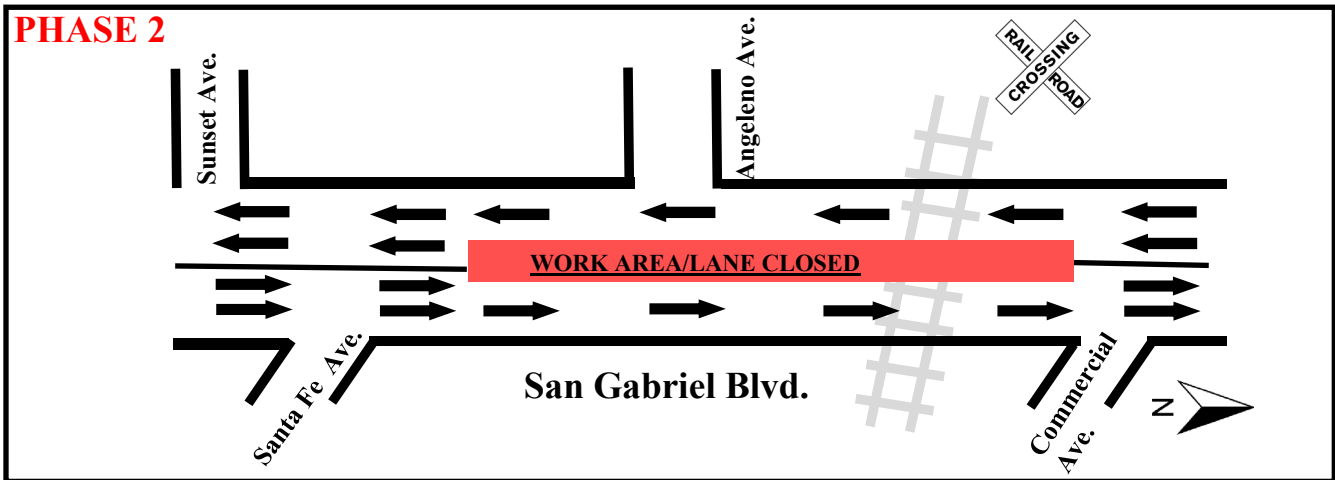 PHASE 2
Sunset Ave.
Angeleno Ave.
RAIL ROAD
CROSSING
WORK AREA/LANE CLOSED
Santa Fe Ave.
San Gabriel Blvd.
Commercial
Ave.
N